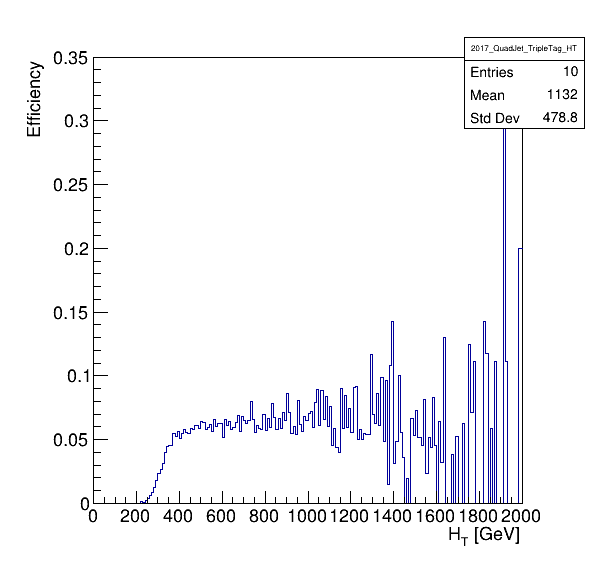 2017_QuadJet_TripleTag_HT
Entries 10
Mean 1132
Std Dev 478.8
Efficiency
0.35
0.3
0.25
0.2
0.15
0.1
0.05
0
0 200 400 600 800 1000 1200 1400 1600 1800 2000
H_T [GeV]